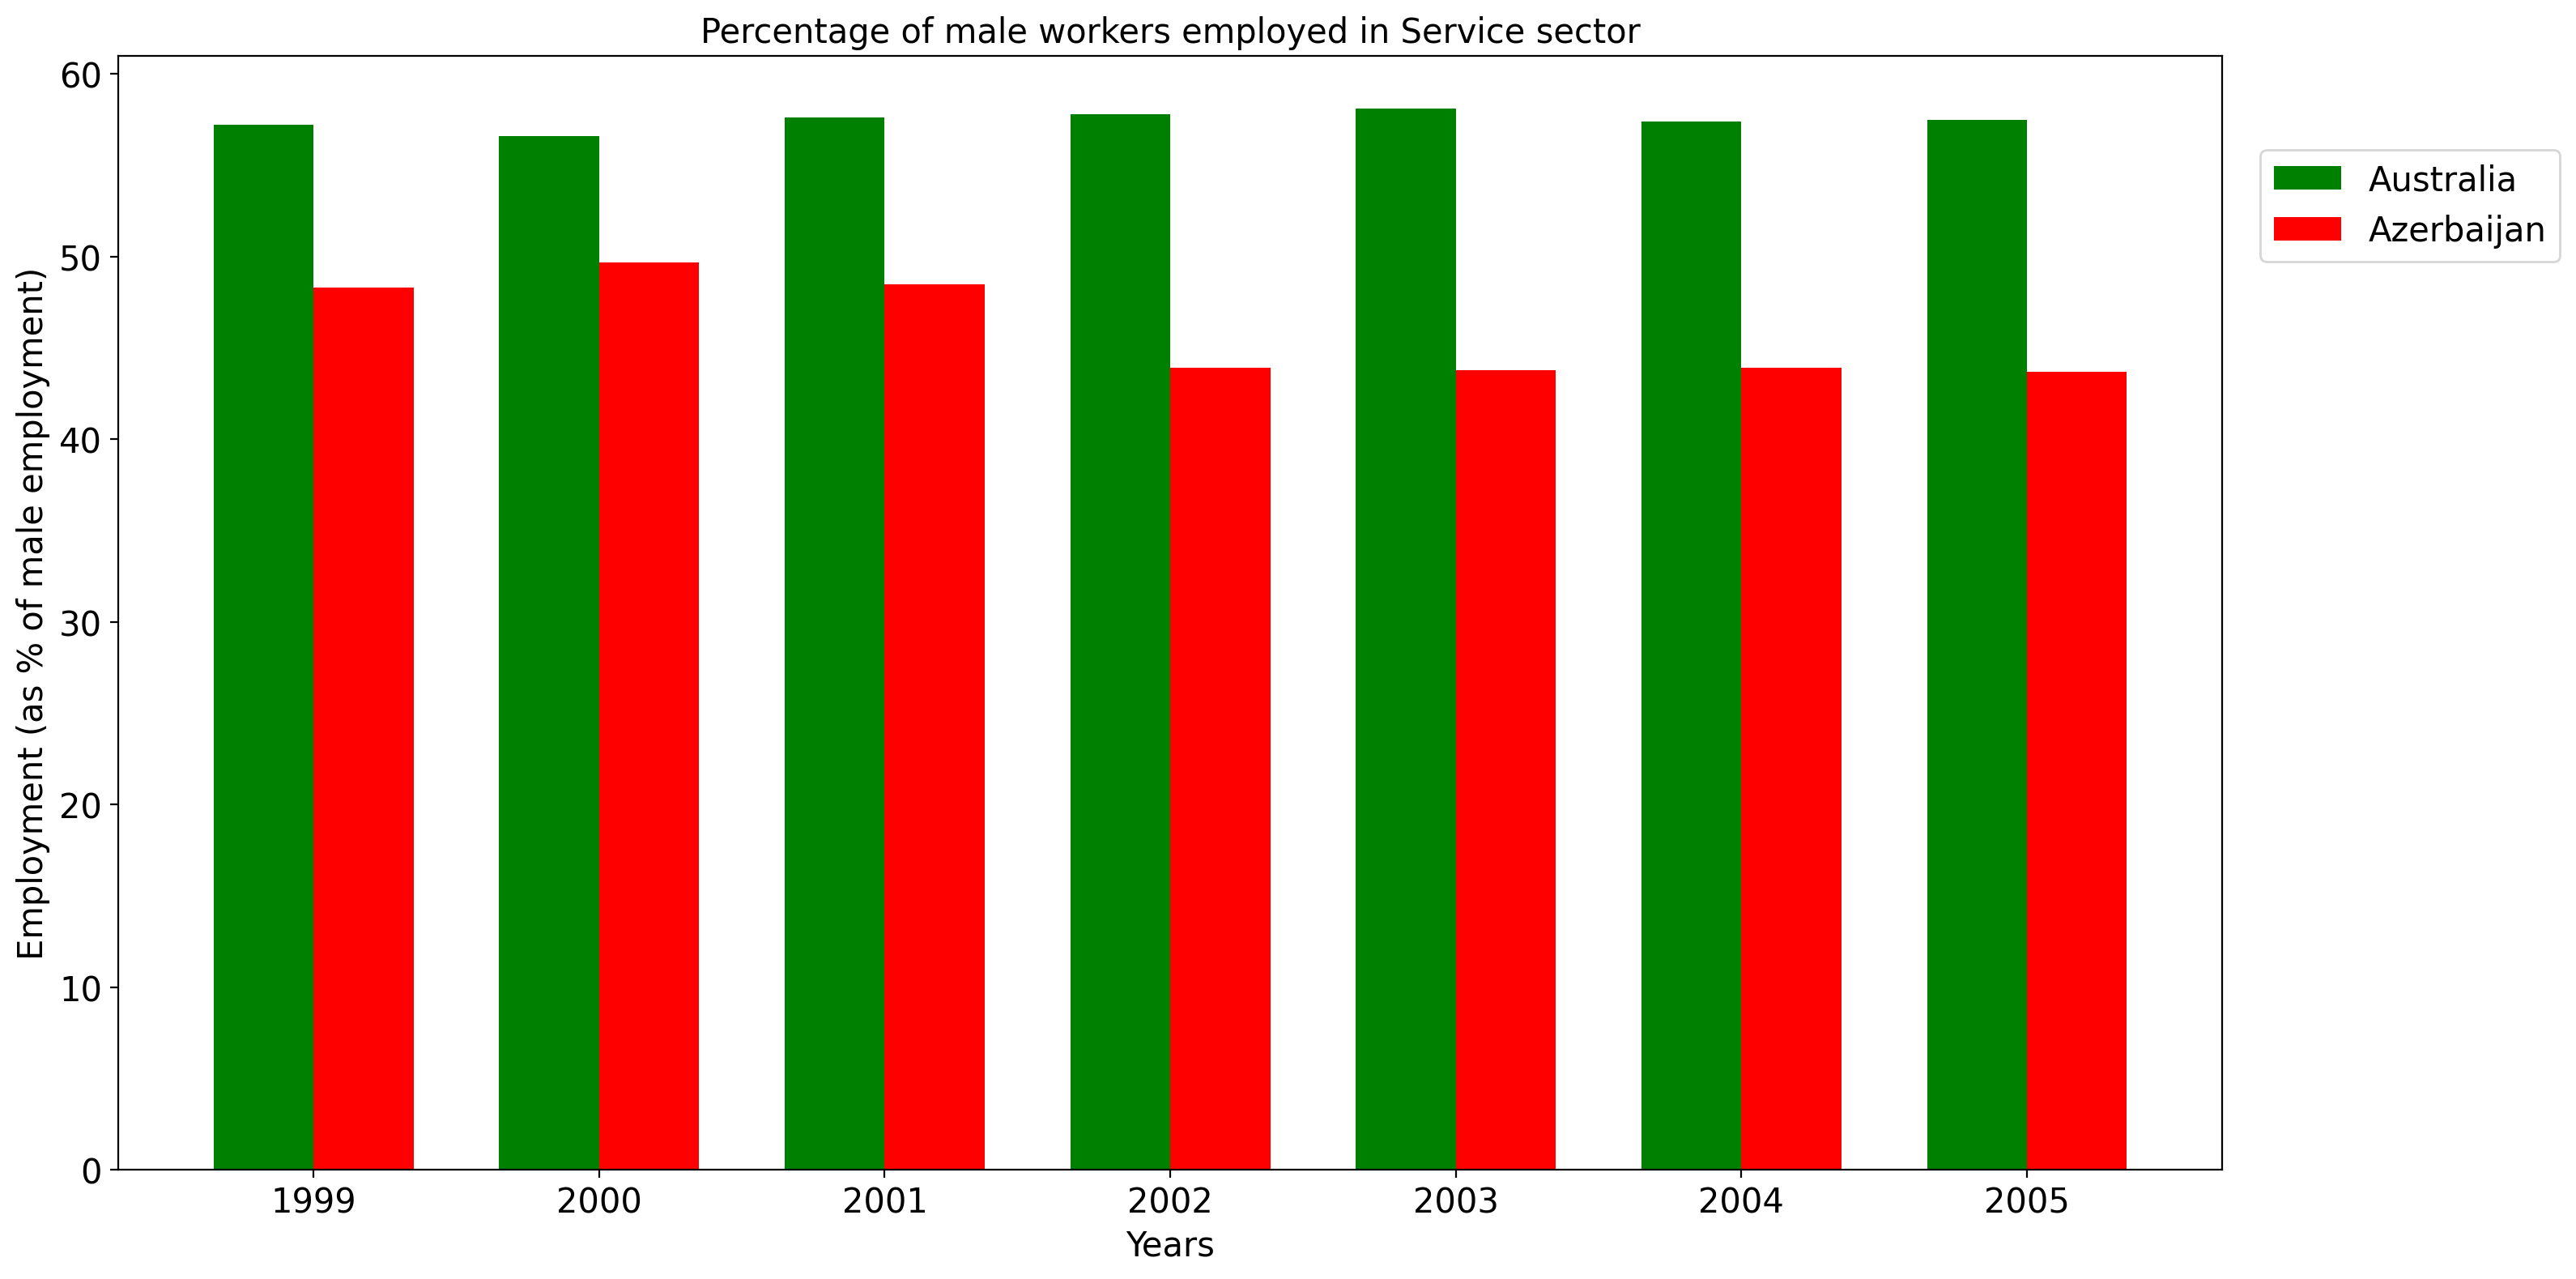 Percentage of male workers employed in Service sector
Employment (as % of male employment)
60
50
40
30
20
10
0
1999 2000 2001 2002 2003 2004 2005
Years
Australia
Azerbaijan